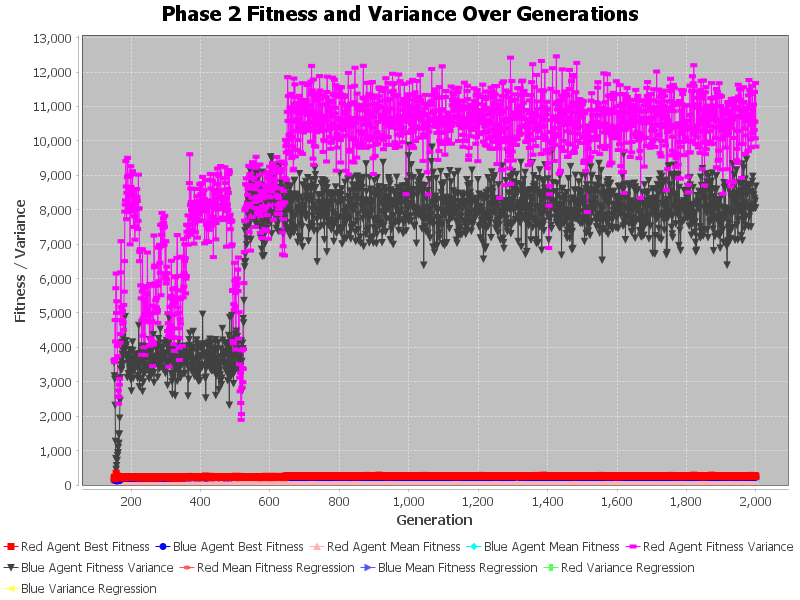 Phase 2 Fitness and Variance Over Generations
13,000
12,000
11,000
10,000
9,000
8,000
7,000
6,000
5,000
4,000
3,000
2,000
1,000
0
Fitness / Variance
200 400 600 800 1,000 1,200 1,400 1,600 1,800 2,000
Generation
Red Agent Best Fitness Blue Agent Best Fitness Red Agent Mean Fitness Blue Agent Mean Fitness Red Agent Fitness Variance
Blue Agent Fitness Variance Red Mean Fitness Regression Blue Mean Fitness Regression Red Variance Regression
Blue Variance Regression